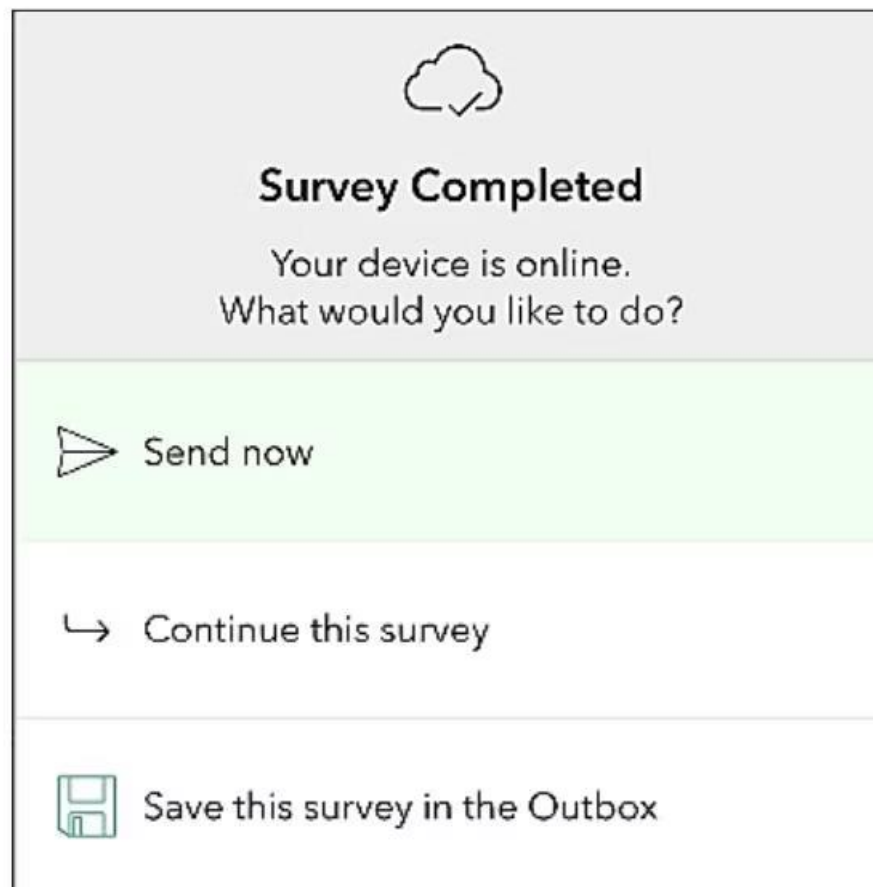 Survey Completed
Your device is online.
What would you like to do?
Send now
Continue this survey
Save this survey in the Outbox